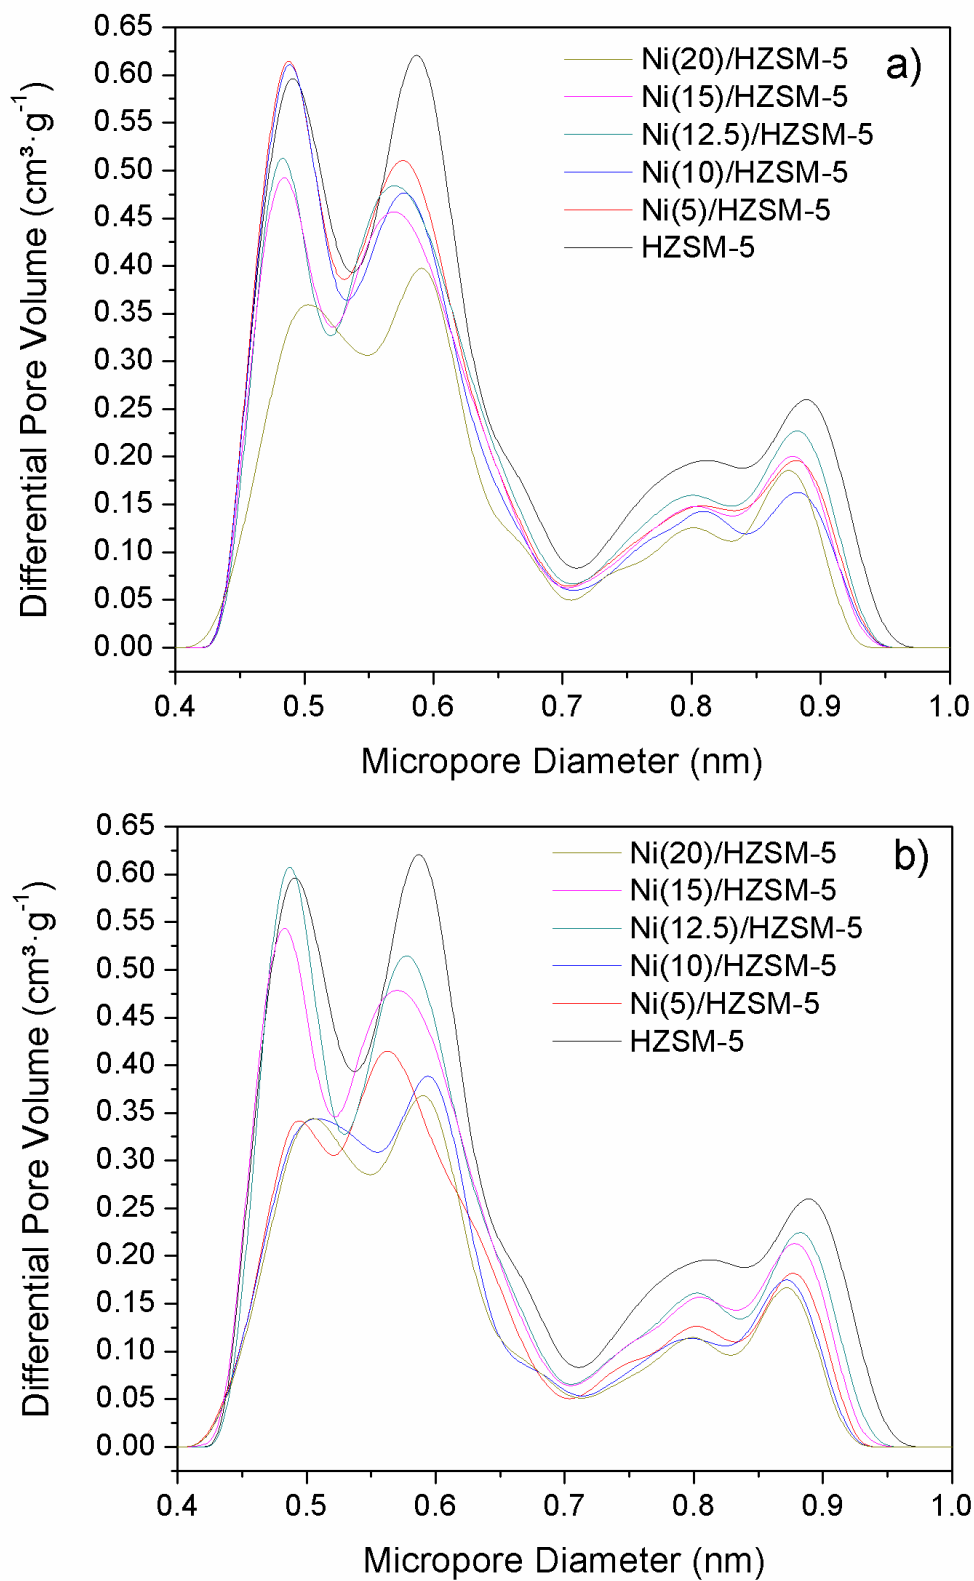 0.65
0.60
0.55
0.50
0.45
0.40
0.35
0.30
0.25
0.20
0.15
0.10
0.05
0.00
Differential Pore Volume (cm³·g⁻¹)
Ni(20)/HZSM-5
Ni(15)/HZSM-5
Ni(12.5)/HZSM-5
Ni(10)/HZSM-5
Ni(5)/HZSM-5
HZSM-5
a)
0.4 0.5 0.6 0.7 0.8 0.9 1.0
Micropore Diameter (nm)
0.65
0.60
0.55
0.50
0.45
0.40
0.35
0.30
0.25
0.20
0.15
0.10
0.05
0.00
Differential Pore Volume (cm³·g⁻¹)
Ni(20)/HZSM-5
Ni(15)/HZSM-5
Ni(12.5)/HZSM-5
Ni(10)/HZSM-5
Ni(5)/HZSM-5
HZSM-5
b)
0.4 0.5 0.6 0.7 0.8 0.9 1.0
Micropore Diameter (nm)